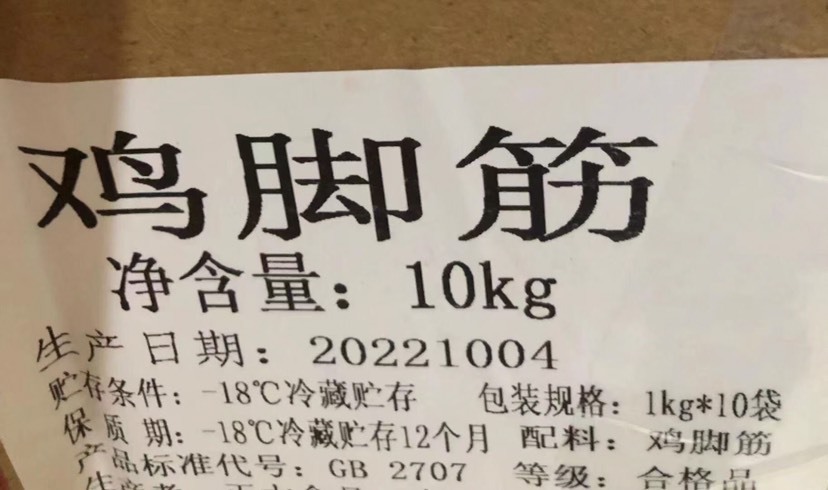 鸡脚筋
净含量：10kg
生产日期：20221004
贮存条件：-18℃冷藏贮存 包装规格：1kg*10袋
保质期：-18℃冷藏贮存12个月 配料：鸡脚筋
产品标准代号：GB 2707 等级：合格品